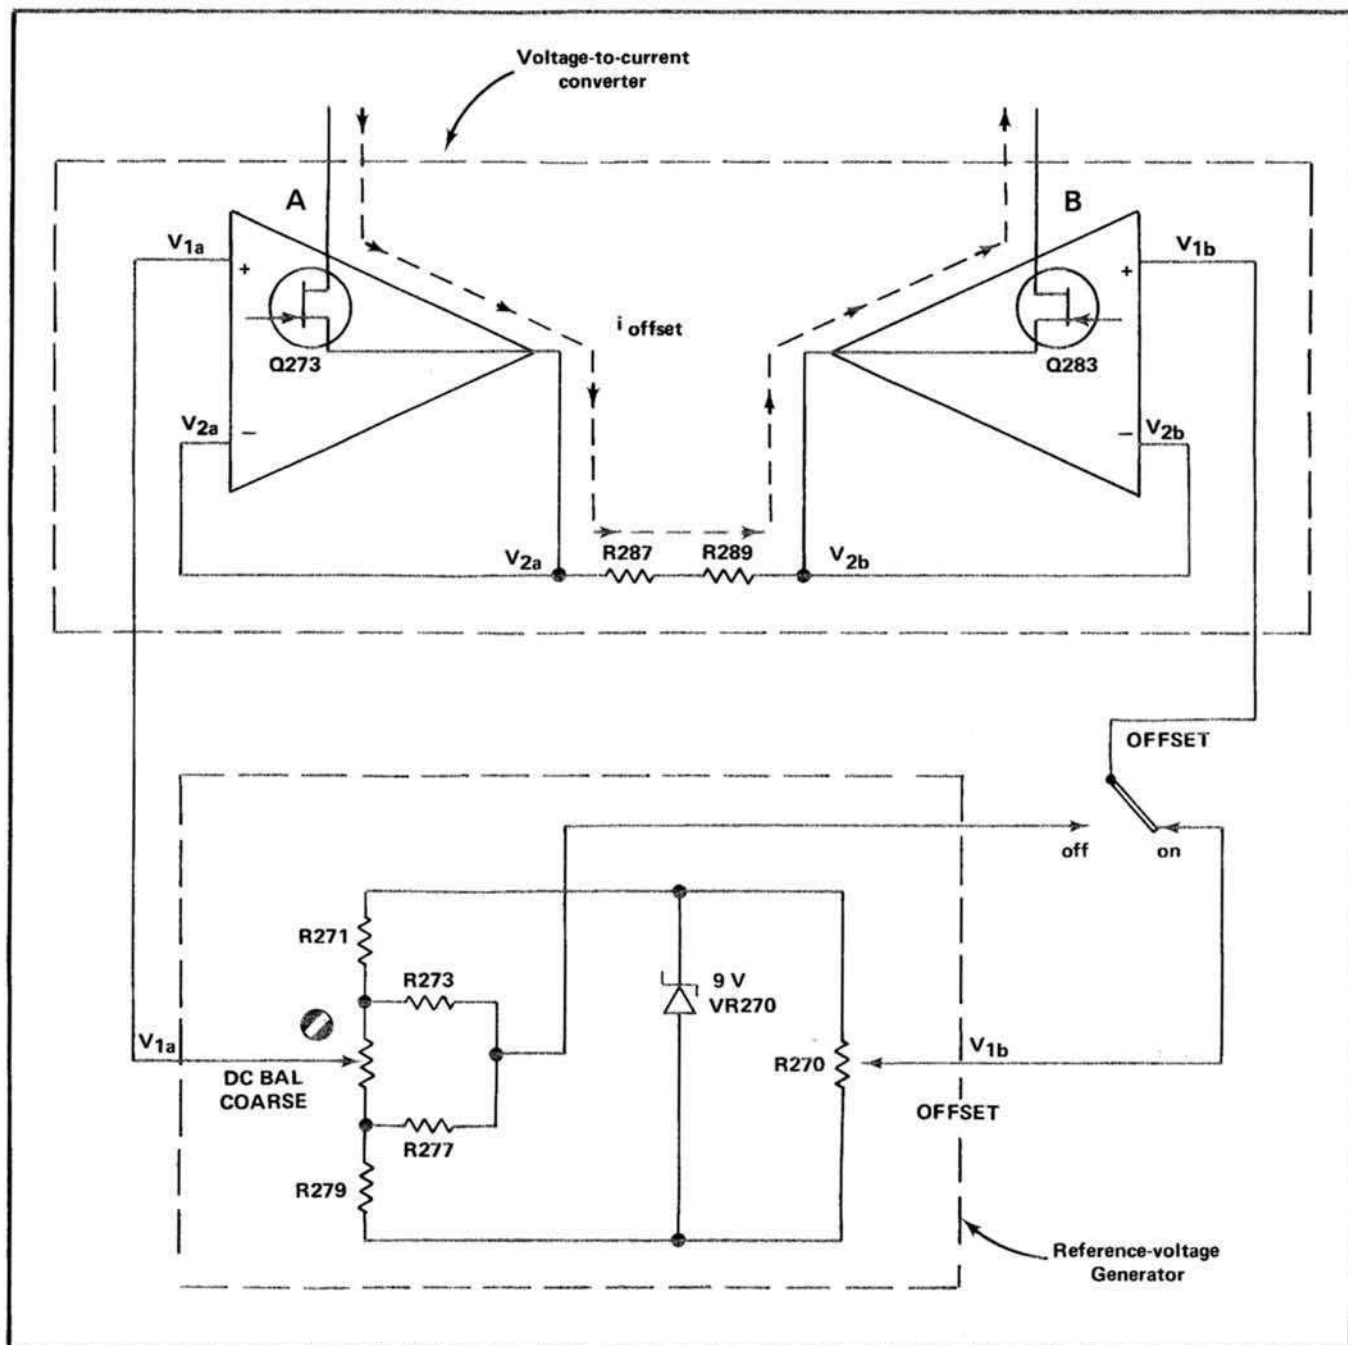 Voltage-to-current
converter
A
B
V1a
V1b
+
+
i offset
Q273
Q283
V2a
−
−
V2b
V2a
R287
R289
V2b
OFFSET
off
on
R271
R273
9 V
VR270
V1a
DC BAL
COARSE
R270
V1b
OFFSET
R277
R279
Reference-voltage
Generator